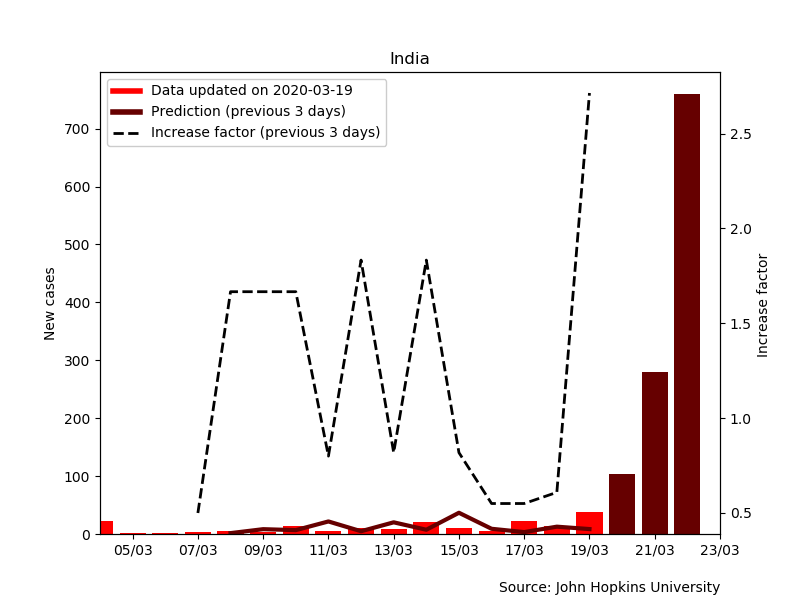 India
Data updated on 2020-03-19
Prediction (previous 3 days)
Increase factor (previous 3 days)
New cases
700
600
500
400
300
200
100
0
2.5
2.0
1.5
1.0
0.5
Increase factor
05/03 07/03 09/03 11/03 13/03 15/03 17/03 19/03 21/03 23/03
Source: John Hopkins University